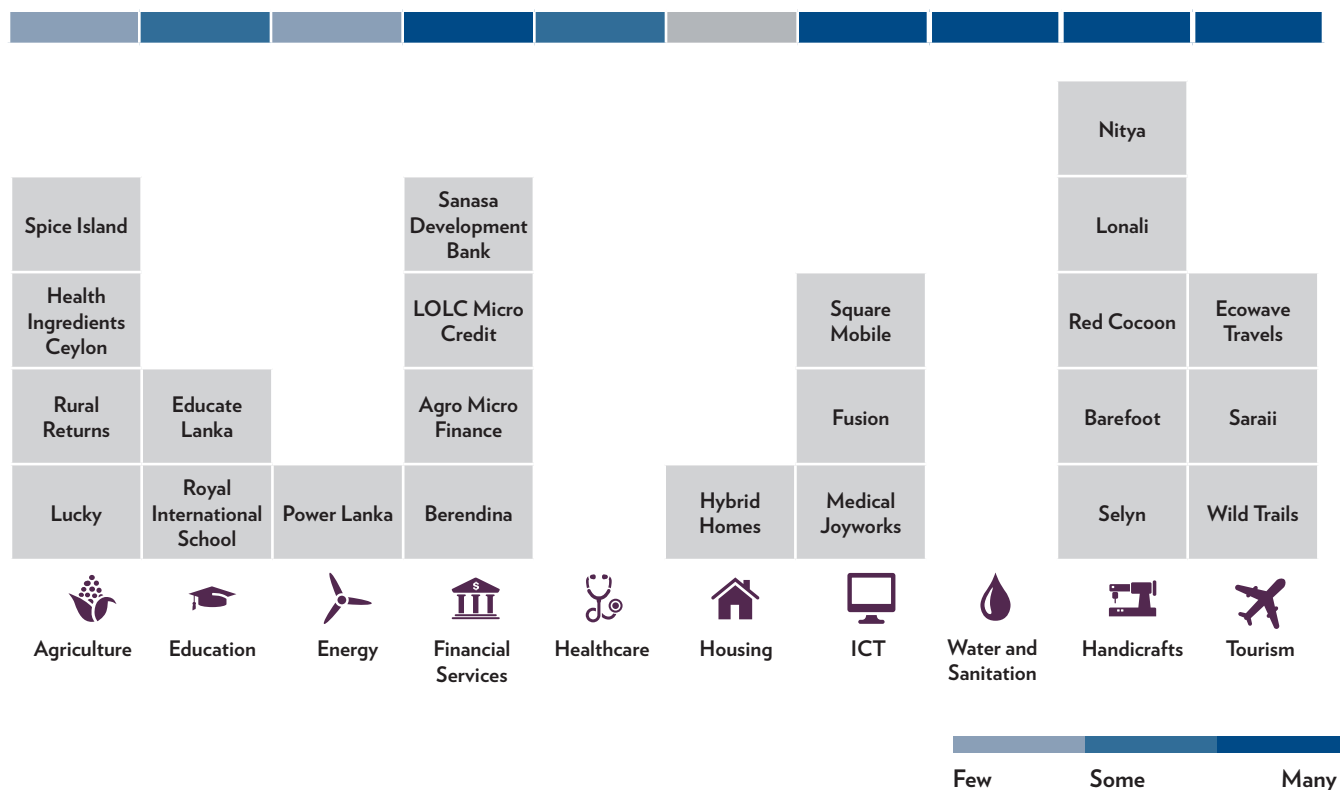 Nitya
Spice Island
Sanasa
Development
Bank
Lonali
Health
Ingredients
Ceylon
LOLC Micro
Credit
Square
Mobile
Red Cocoon
Ecowave
Travels
Rural
Returns
Educate
Lanka
Agro Micro
Finance
Fusion
Barefoot
Saraii
Lucky
Royal
International
School
Power Lanka
Berendina
Hybrid
Homes
Medical
Joyworks
Selyn
Wild Trails
$
Agriculture
Education
Energy
Financial
Services
Healthcare
Housing
ICT
Water and
Sanitation
Handicrafts
Tourism
Few
Some
Many